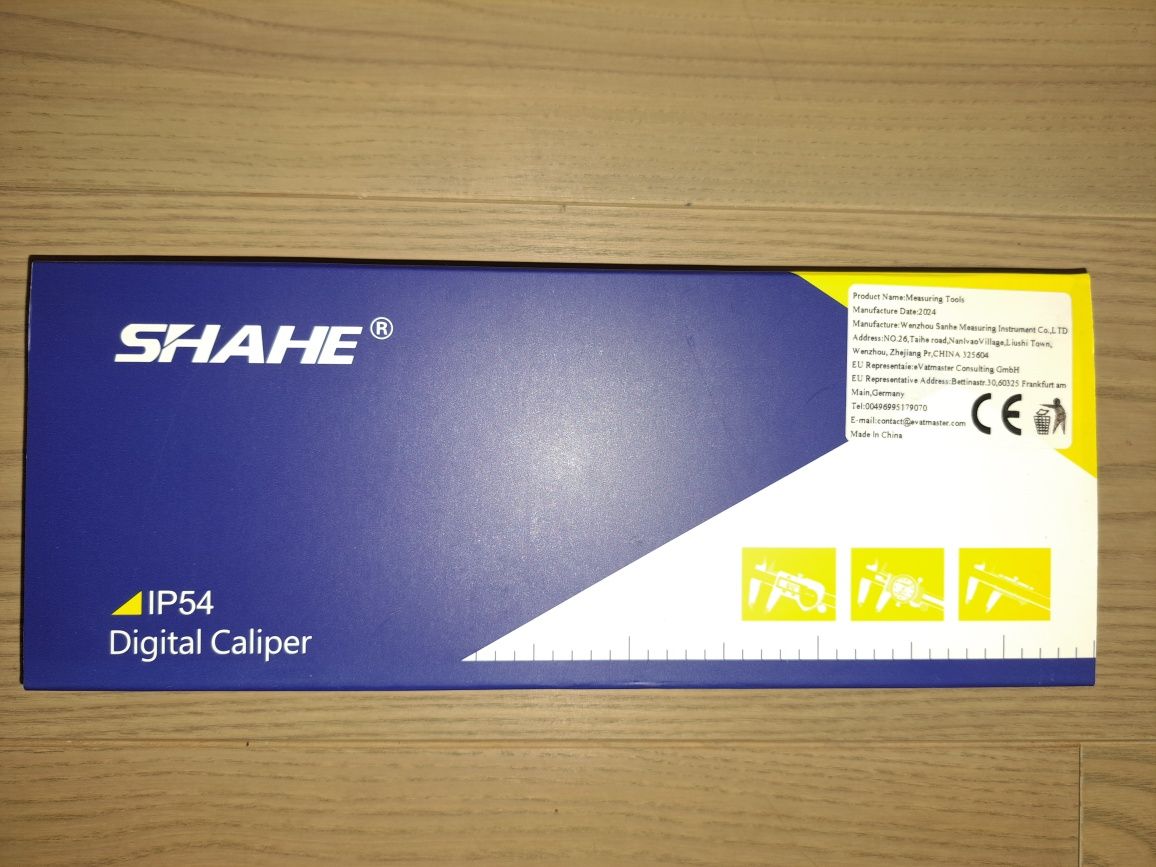 SHAHE®
Product Name:Measuring Tools
Manufacture Date:2024
Manufacture:Wenzhou Sanhe Measuring Instrument Co.,LTD
Address:NO.26,Taihe road,NanlvaoVillage,Liushi Town,
Wenzhou, Zhejiang Pr,CHINA 325604
EU Representaie:eVatmaster Consulting GmbH
EU Representative Address:Bettinastr.30,60325 Frankfurt am
Main,Germany
Tel:00496995179070
E-mail:contact@evatmaster.com
Made In China
CE
IP54
Digital Caliper